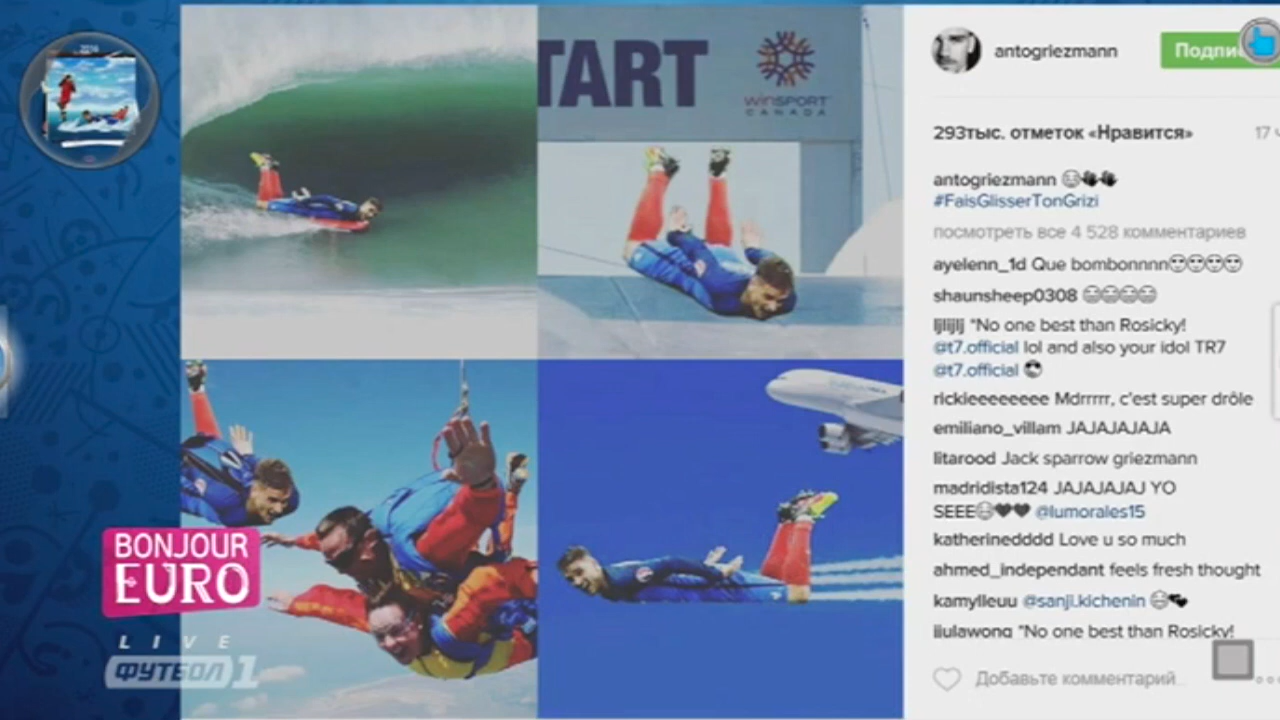 TART
WinSPORT
CANADA
antogriezmann
293тыс. отметок «Нравится»
17
antogriezmann
#FaisGlisserTonGrizi
посмотреть все 4 528 комментариев
ayelenn_1d Que bombonnnn
shaunsheep0308
ljlijlj "No one best than Rosicky!
@t7.official lol and also your idol TR7
@t7.official
rickieeeeeeee Mdrrrrr, c'est super drôle
emiliano_villam JAJAJAJAJA
litarood Jack sparrow griezmann
madridista124 JAJAJAJAJ YO
SEEE @lumorales15
katherinedddd Love u so much
ahmed_independant feels fresh thought
kamylleuu @sanji.kichenin
"No one best than Rosicky!
Добавьте комментарий...
BONJOUR
EURO
LIVE
ФУТБОЛ 1